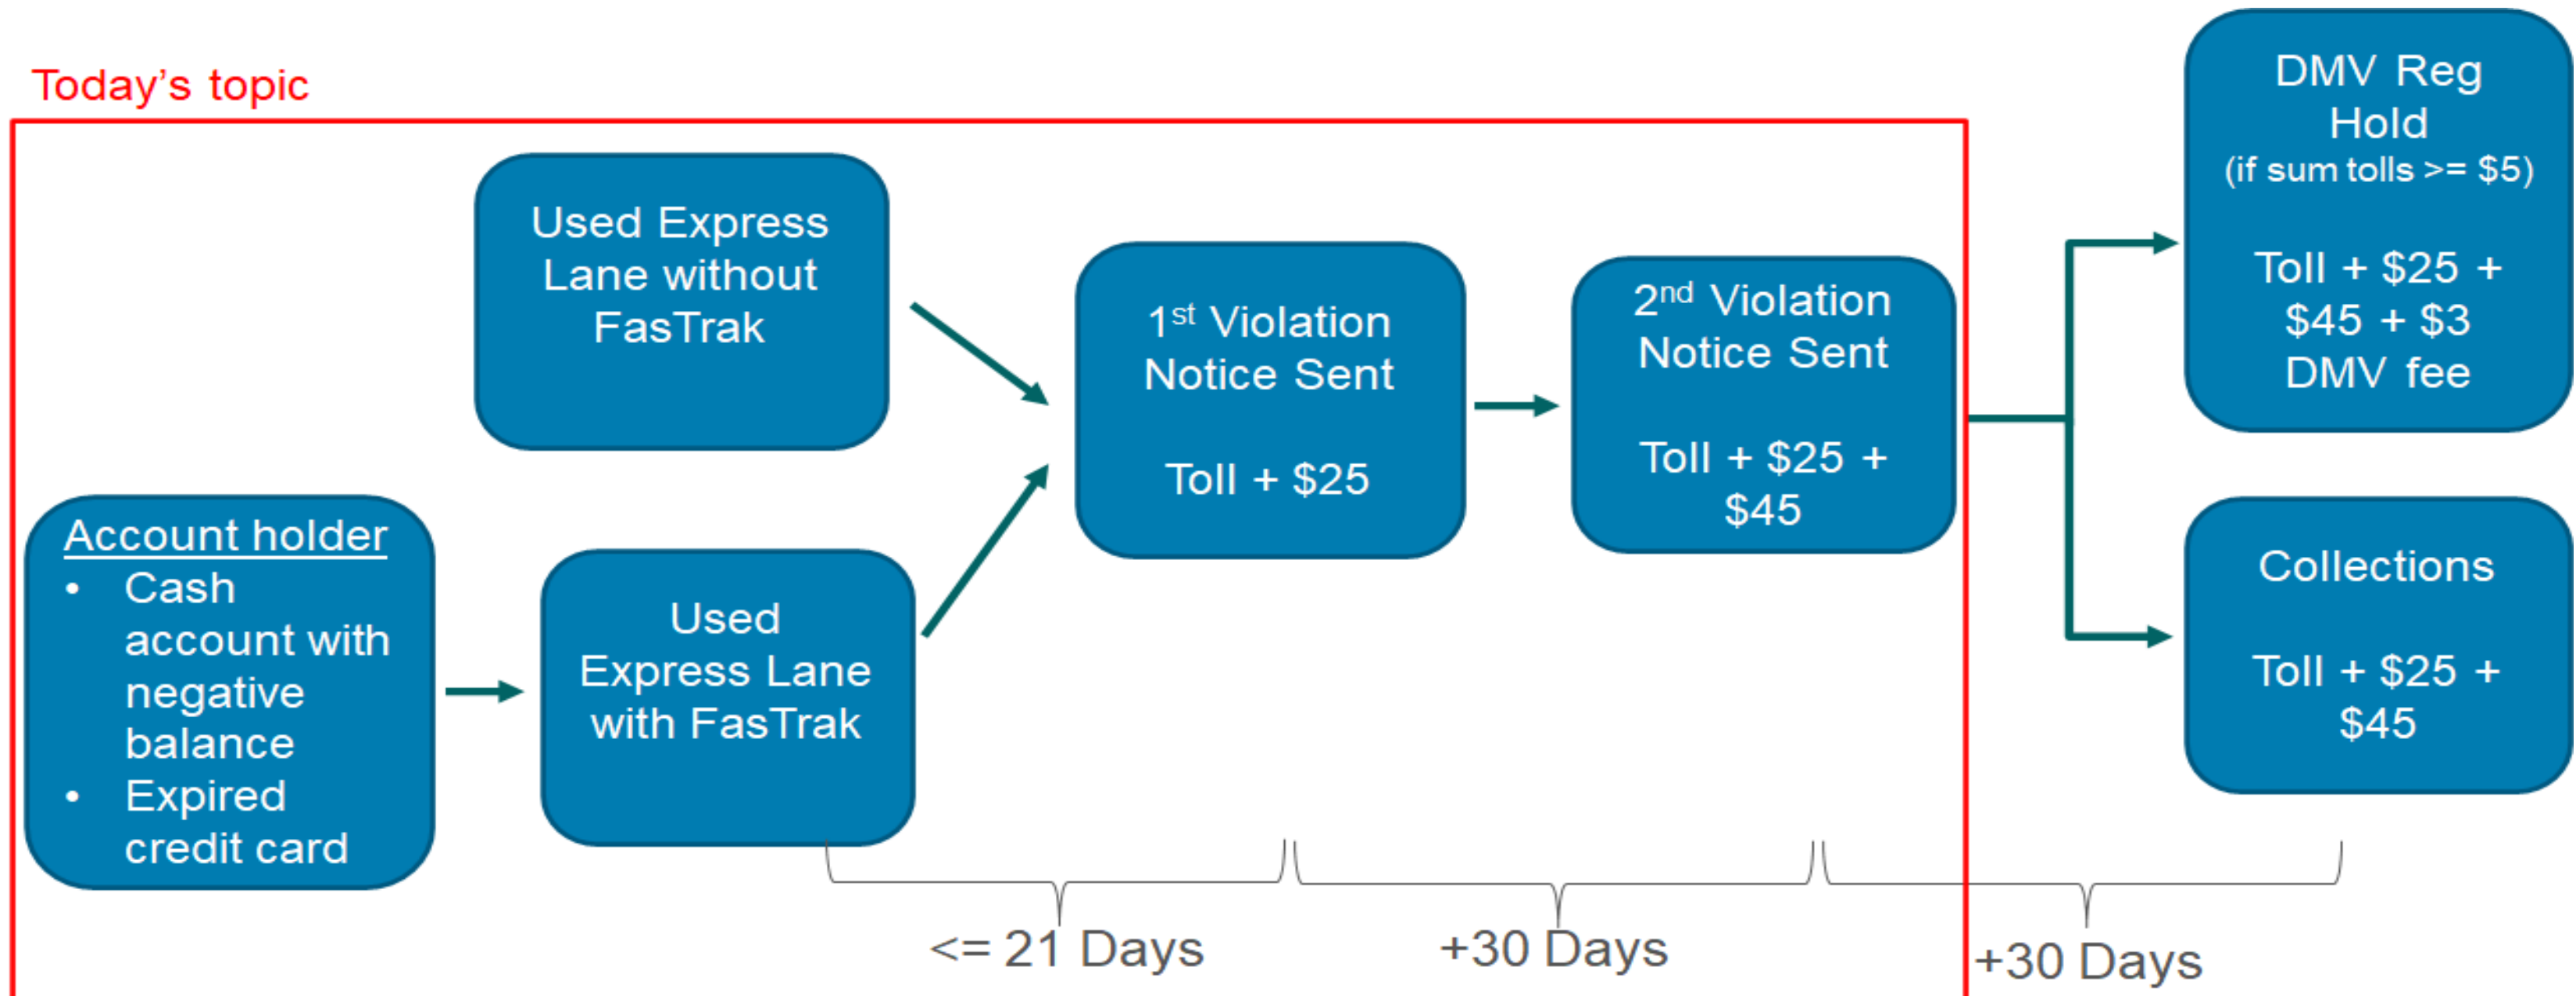 Today's topic
Account holder
• Cash
account with
negative
balance
• Expired
credit card
Used Express
Lane without
FasTrak
Used
Express Lane
with FasTrak
1st Violation
Notice Sent
Toll + $25
2nd Violation
Notice Sent
Toll + $25 +
$45
DMV Reg
Hold
(if sum tolls >= $5)
Toll + $25 +
$45 + $3
DMV fee
Collections
Toll + $25 +
$45
<= 21 Days
+30 Days
+30 Days